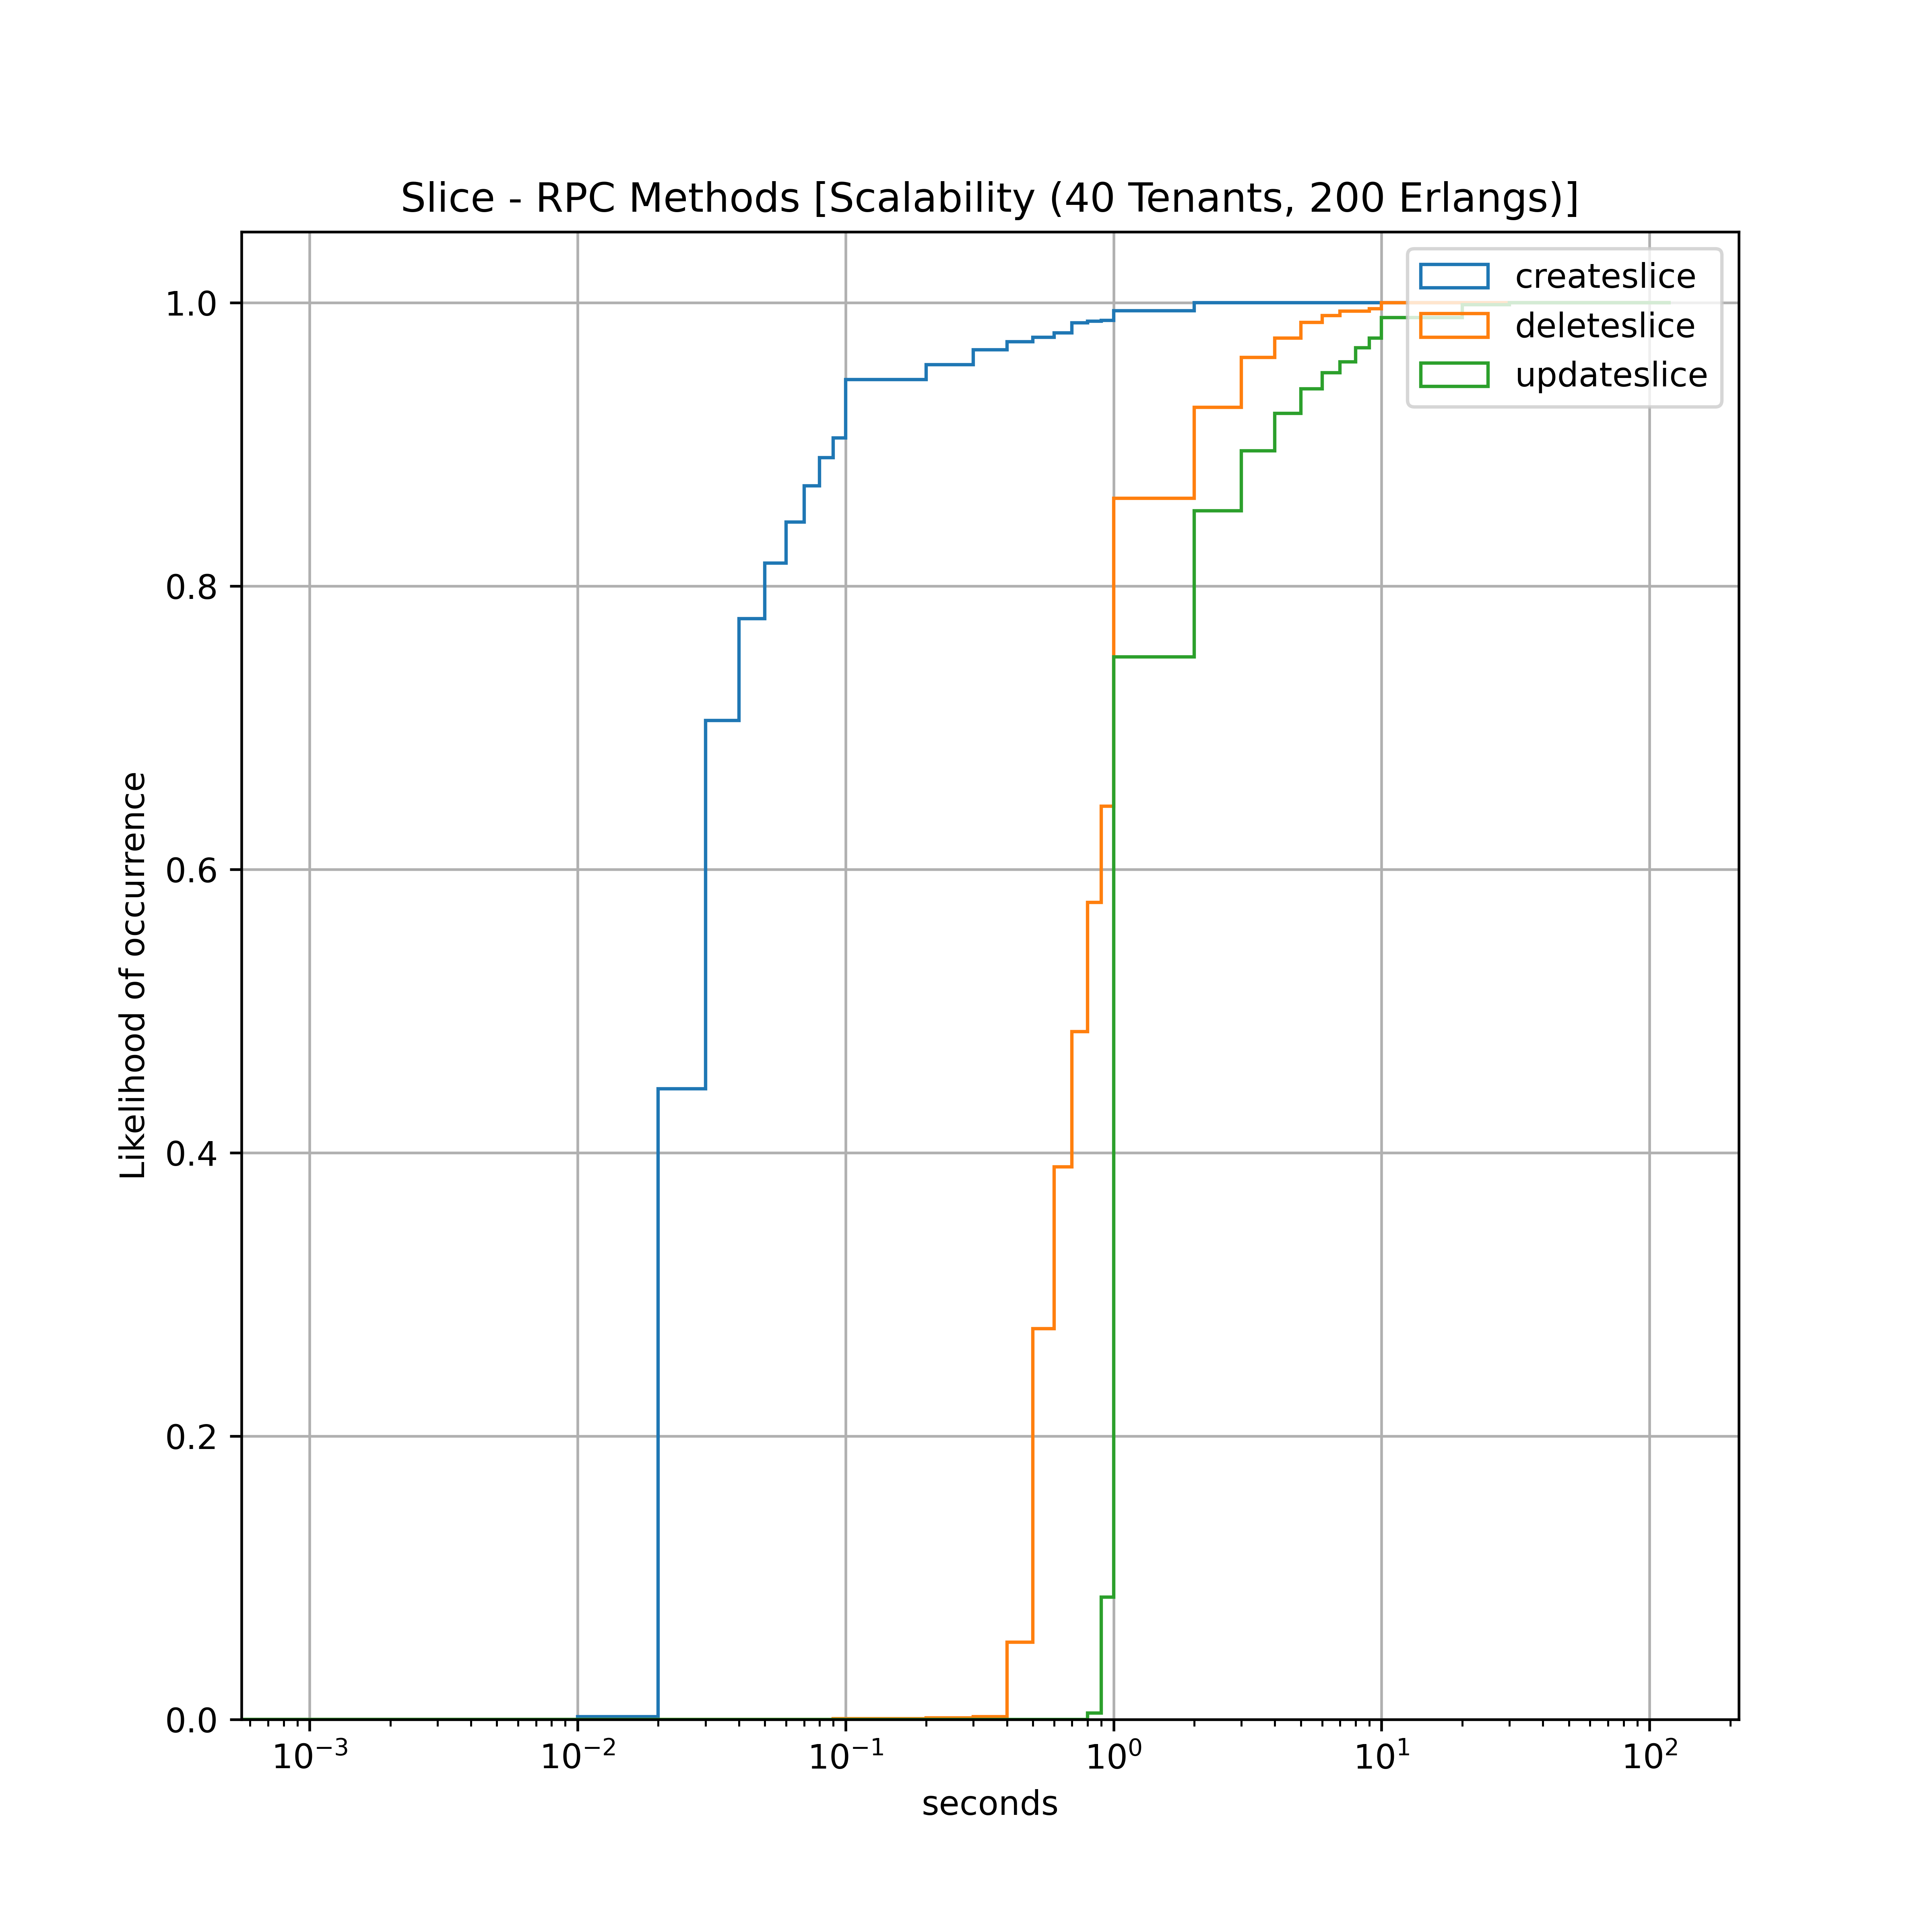 Slice - RPC Methods [Scalability (40 Tenants, 200 Erlangs)]
createslice
deleteslice
updateslice
Likelihood of occurrence
1.0
0.8
0.6
0.4
0.2
0.0
10⁻³ 10⁻² 10⁻¹ 10⁰ 10¹ 10²
seconds